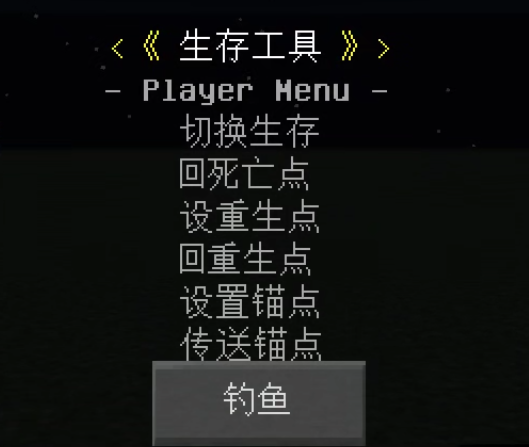 <《 生存工具 》>
- Player Menu -
切换生存
回死亡点
设重生点
回重生点
设置锚点
传送锚点
钓鱼